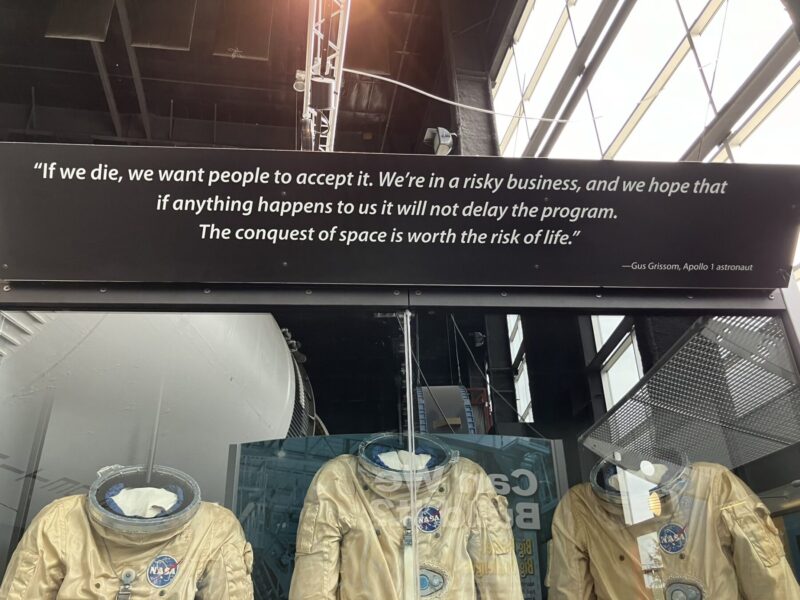 “If we die, we want people to accept it. We’re in a risky business, and we hope that
if anything happens to us it will not delay the program.
The conquest of space is worth the risk of life.”
—Gus Grissom, Apollo 1 astronaut
Can We
NASA
NASA
NASA